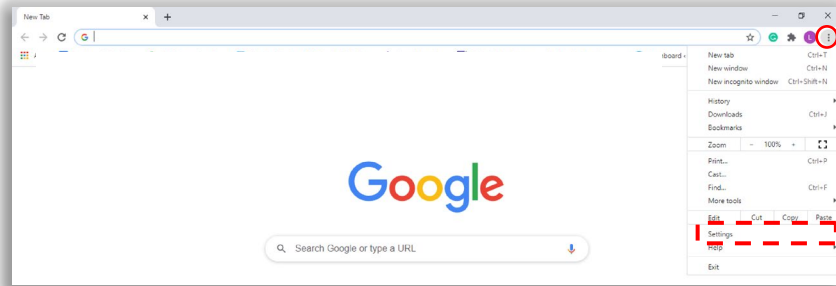 New Tab
G
L
iboard
New tab Ctrl+T
New window Ctrl+N
New incognito window Ctrl+Shift+N
History
Downloads Ctrl+J
Bookmarks
Zoom - 100% +
Print... Ctrl+P
Cast...
Find... Ctrl+F
More tools
Edit Cut Copy Paste
Settings
Help
Exit
Google
Search Google or type a URL